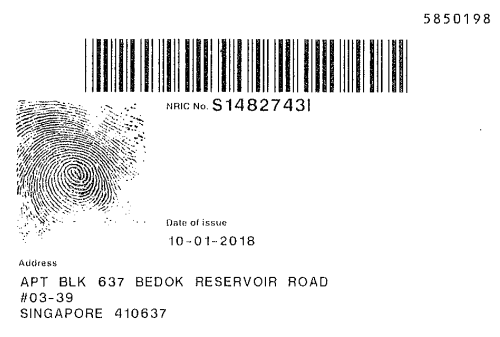 5850198
NRIC No. S1482743I
Date of issue
10-01-2018
Address
APT BLK 637 BEDOK RESERVOIR ROAD
#03-39
SINGAPORE 410637